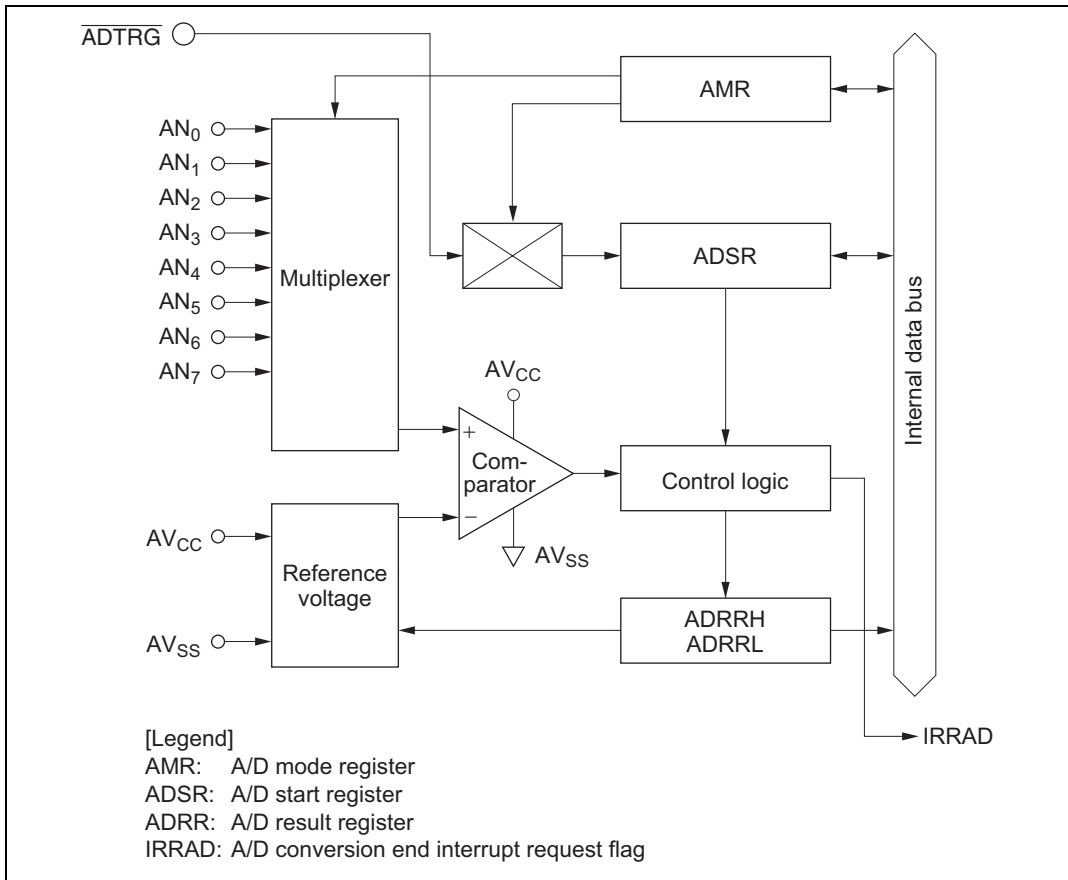 ADTRG
AMR
AN0
AN1
AN2
AN3
AN4
AN5
AN6
AN7
Multiplexer
ADSR
Internal data bus
AVCC
+
Com-
parator
−
AVSS
Control logic
AVCC
AVSS
Reference
voltage
ADRRH
ADRRL
IRRAD
[Legend]
AMR: A/D mode register
ADSR: A/D start register
ADRR: A/D result register
IRRAD: A/D conversion end interrupt request flag